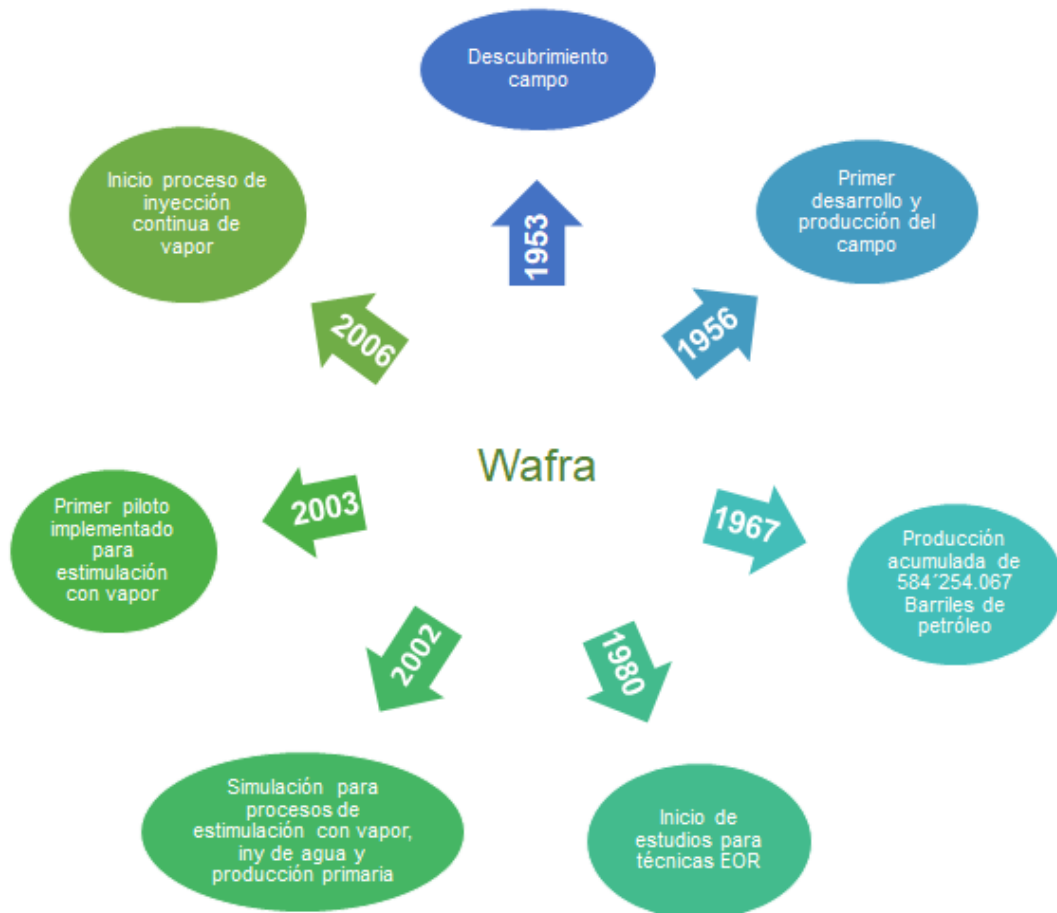 Descubrimiento
campo
1953
Primer
desarrollo y
producción del
campo
1956
Producción
acumulada de
584´254.067
Barriles de
petróleo
1967
Inicio de
estudios para
técnicas EOR
1980
Simulación para
procesos de
estimulación con vapor,
iny de agua y
producción primaria
2002
Primer piloto
implementado
para
estimulación
con vapor
2003
Inicio proceso de
inyección
continua de
vapor
2006
Wafra